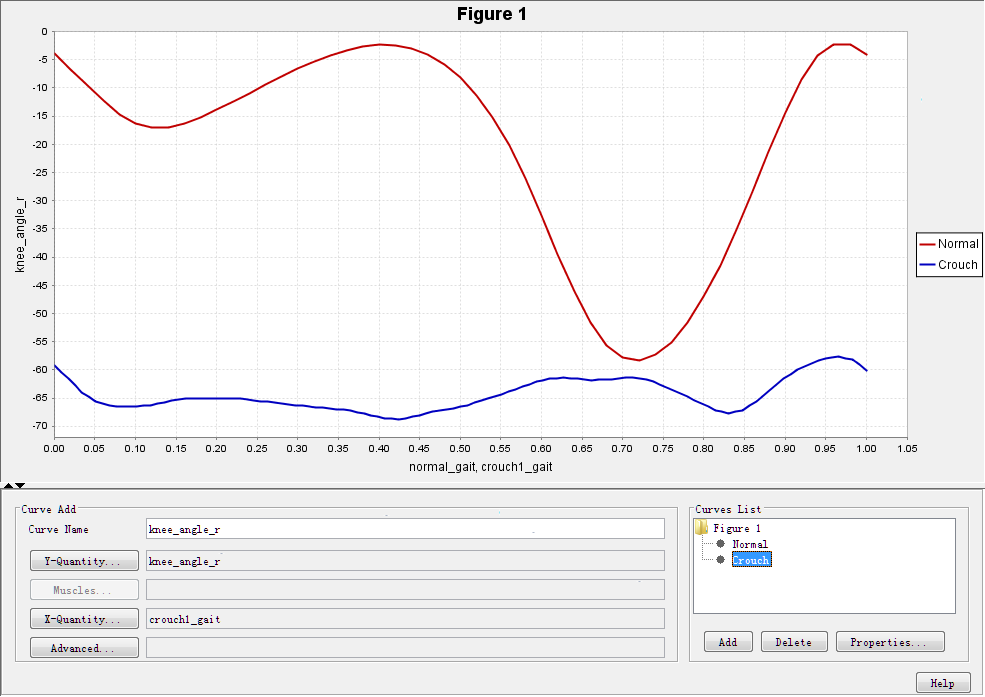 Figure 1
0
-5
-10
-15
-20
-25
-30
-35
-40
-45
-50
-55
-60
-65
-70
knee_angle_r
0.00 0.05 0.10 0.15 0.20 0.25 0.30 0.35 0.40 0.45 0.50 0.55 0.60 0.65 0.70 0.75 0.80 0.85 0.90 0.95 1.00 1.05
normal_gait, crouch1_gait
Normal
Crouch
Curve Add
Curve Name knee_angle_r
Y-Quantity... knee_angle_r
Muscles...
X-Quantity... crouch1_gait
Advanced...
Curves List
Figure 1
Normal
Crouch
Add Delete Properties...
Help